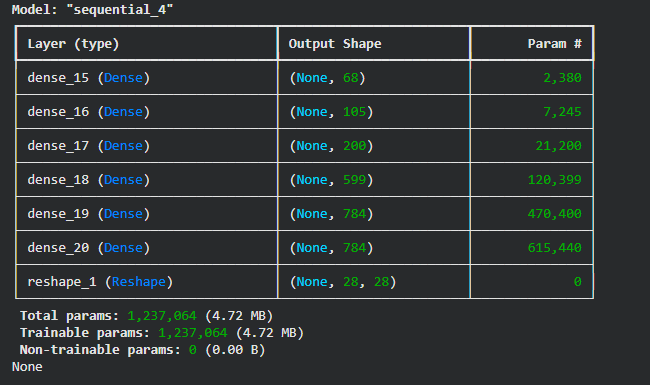 Model: "sequential_4"
Layer (type) Output Shape Param #
dense_15 (Dense) (None, 68) 2,380
dense_16 (Dense) (None, 105) 7,245
dense_17 (Dense) (None, 200) 21,200
dense_18 (Dense) (None, 599) 120,399
dense_19 (Dense) (None, 784) 470,400
dense_20 (Dense) (None, 784) 615,440
reshape_1 (Reshape) (None, 28, 28) 0
Total params: 1,237,064 (4.72 MB)
Trainable params: 1,237,064 (4.72 MB)
Non-trainable params: 0 (0.00 B)
None